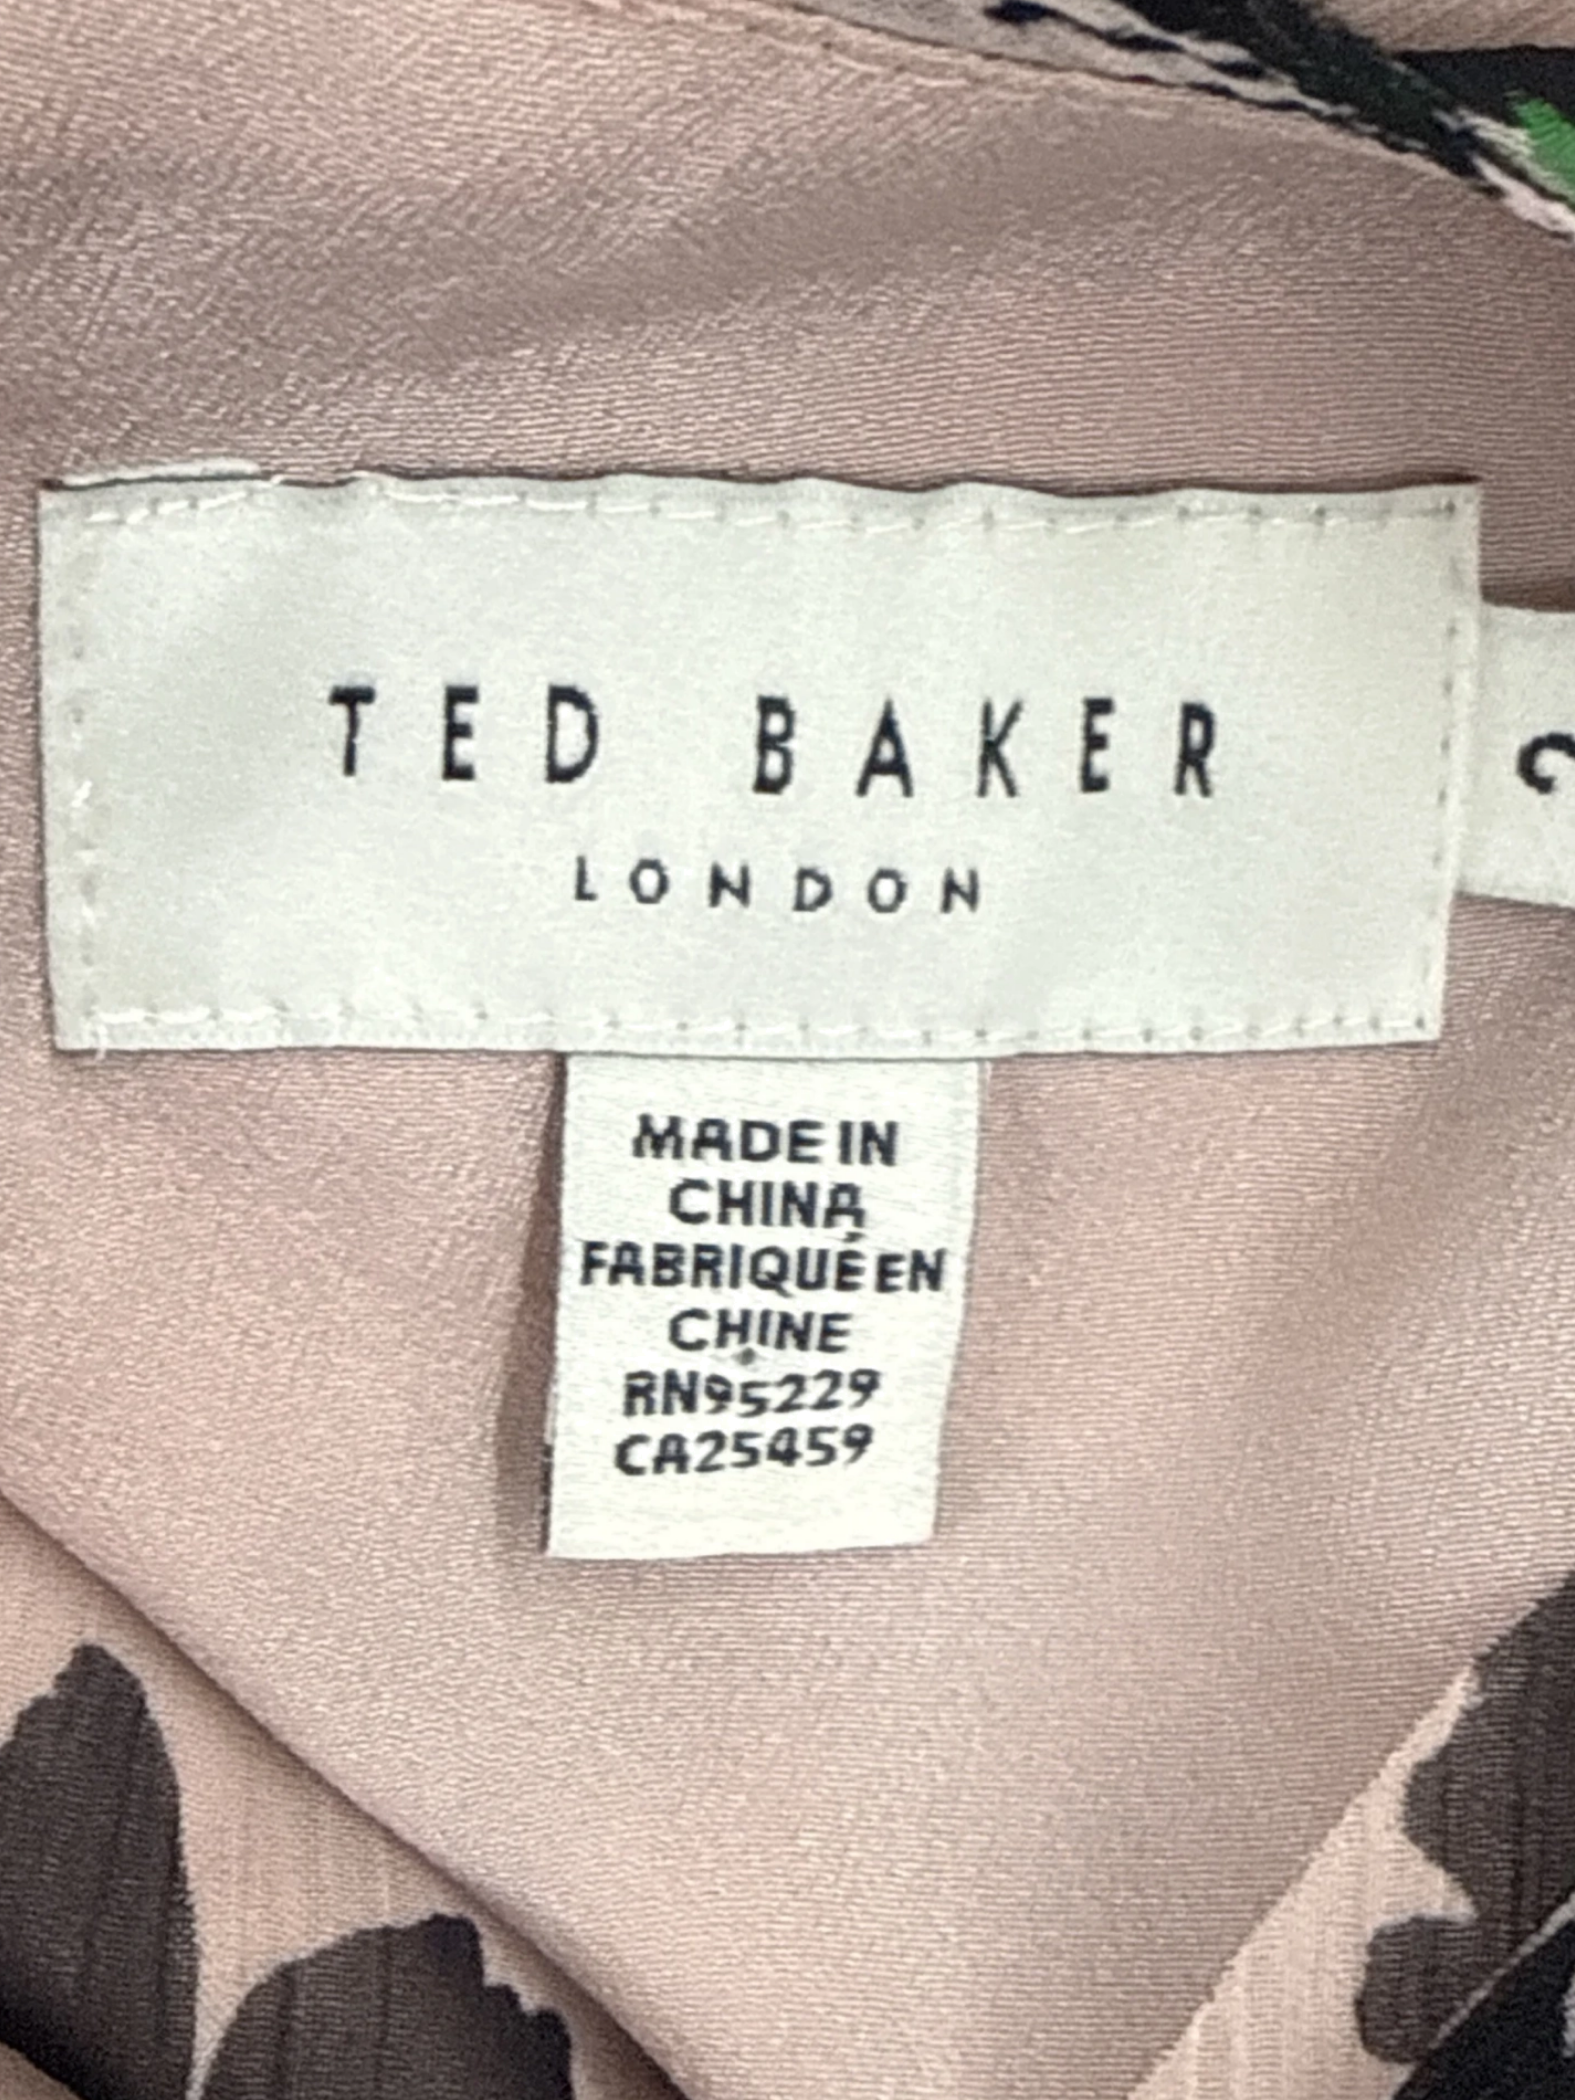 TED BAKER
LONDON
MADE IN
CHINA
FABRIQUÉ EN
CHINE
RN95229
CA25459